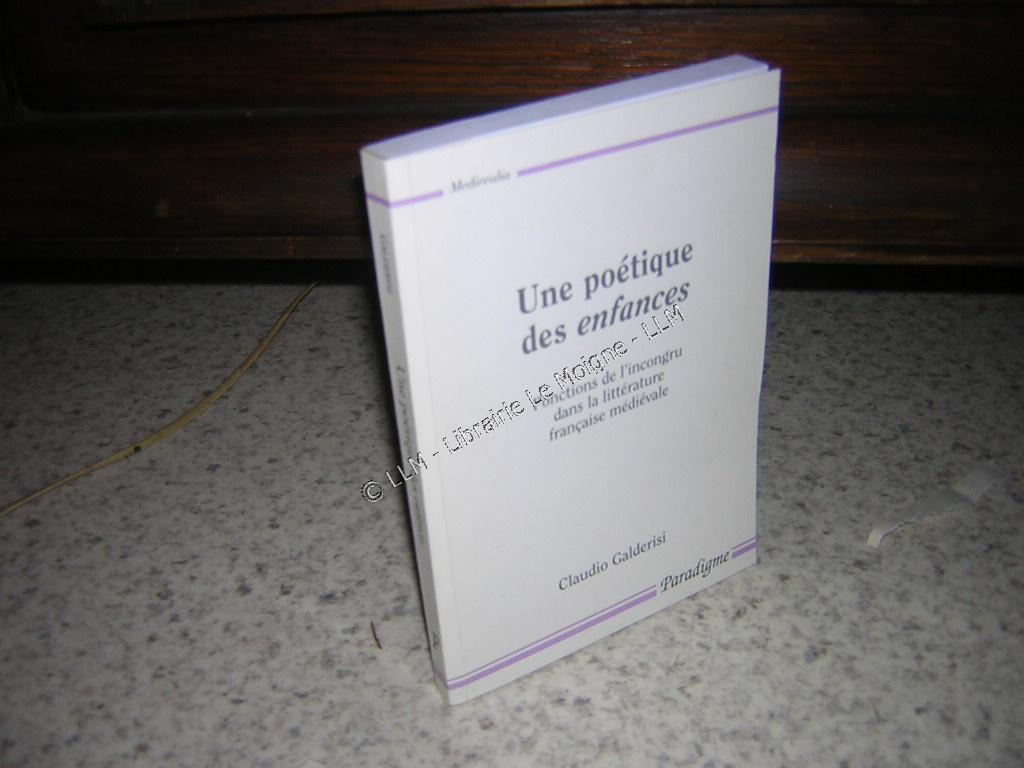 Medievalia
Une poétique
des enfances
Fonctions de l'incongru
dans la littérature
française médiévale
Claudio Galderisi
Paradigme
© LLM - Librairie Le Moigne - LLM